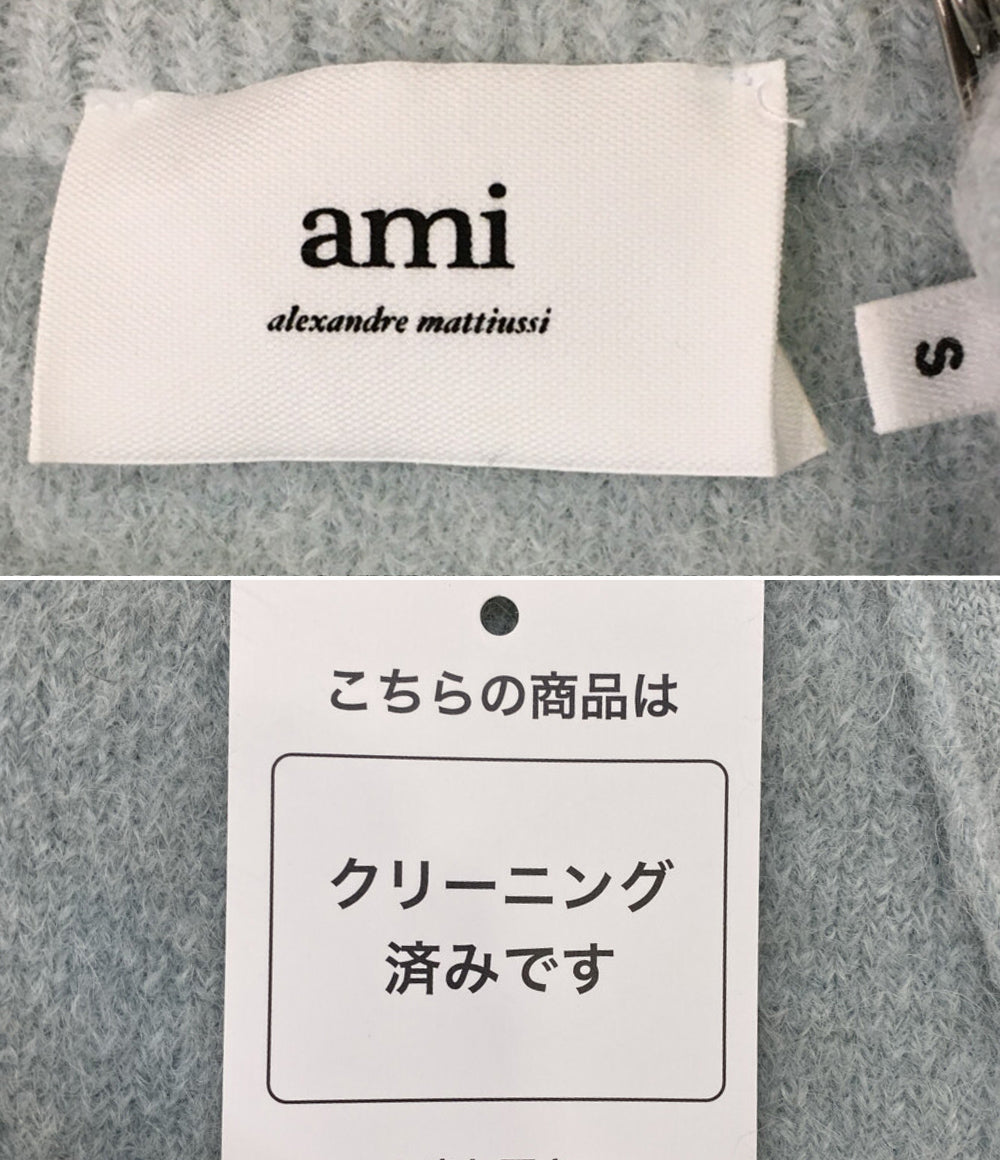 ami
alexandre mattiussi
S
こちらの商品は
クリーニング
済みです